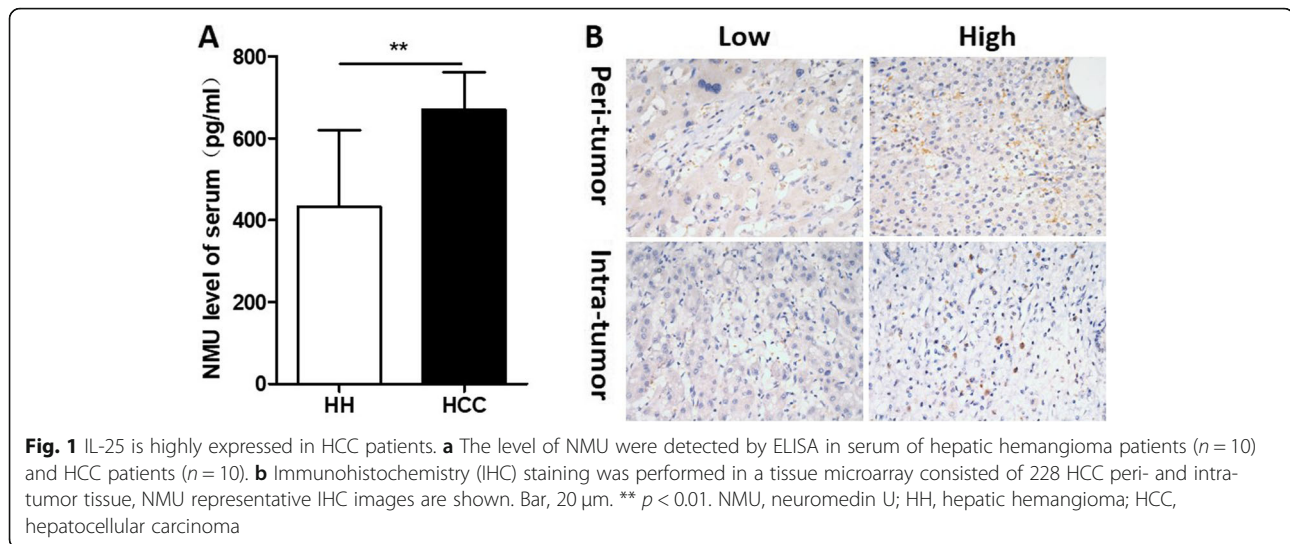 A
**
NMU level of serum（pg/ml）
800
600
400
200
0
HH
HCC
B
Low
High
Peri-tumor
Intra-tumor
Fig. 1 IL-25 is highly expressed in HCC patients. a The level of NMU were detected by ELISA in serum of hepatic hemangioma patients (n = 10)
and HCC patients (n = 10). b Immunohistochemistry (IHC) staining was performed in a tissue microarray consisted of 228 HCC peri- and intra-
tumor tissue, NMU representative IHC images are shown. Bar, 20 μm. ** p < 0.01. NMU, neuromedin U; HH, hepatic hemangioma; HCC,
hepatocellular carcinoma